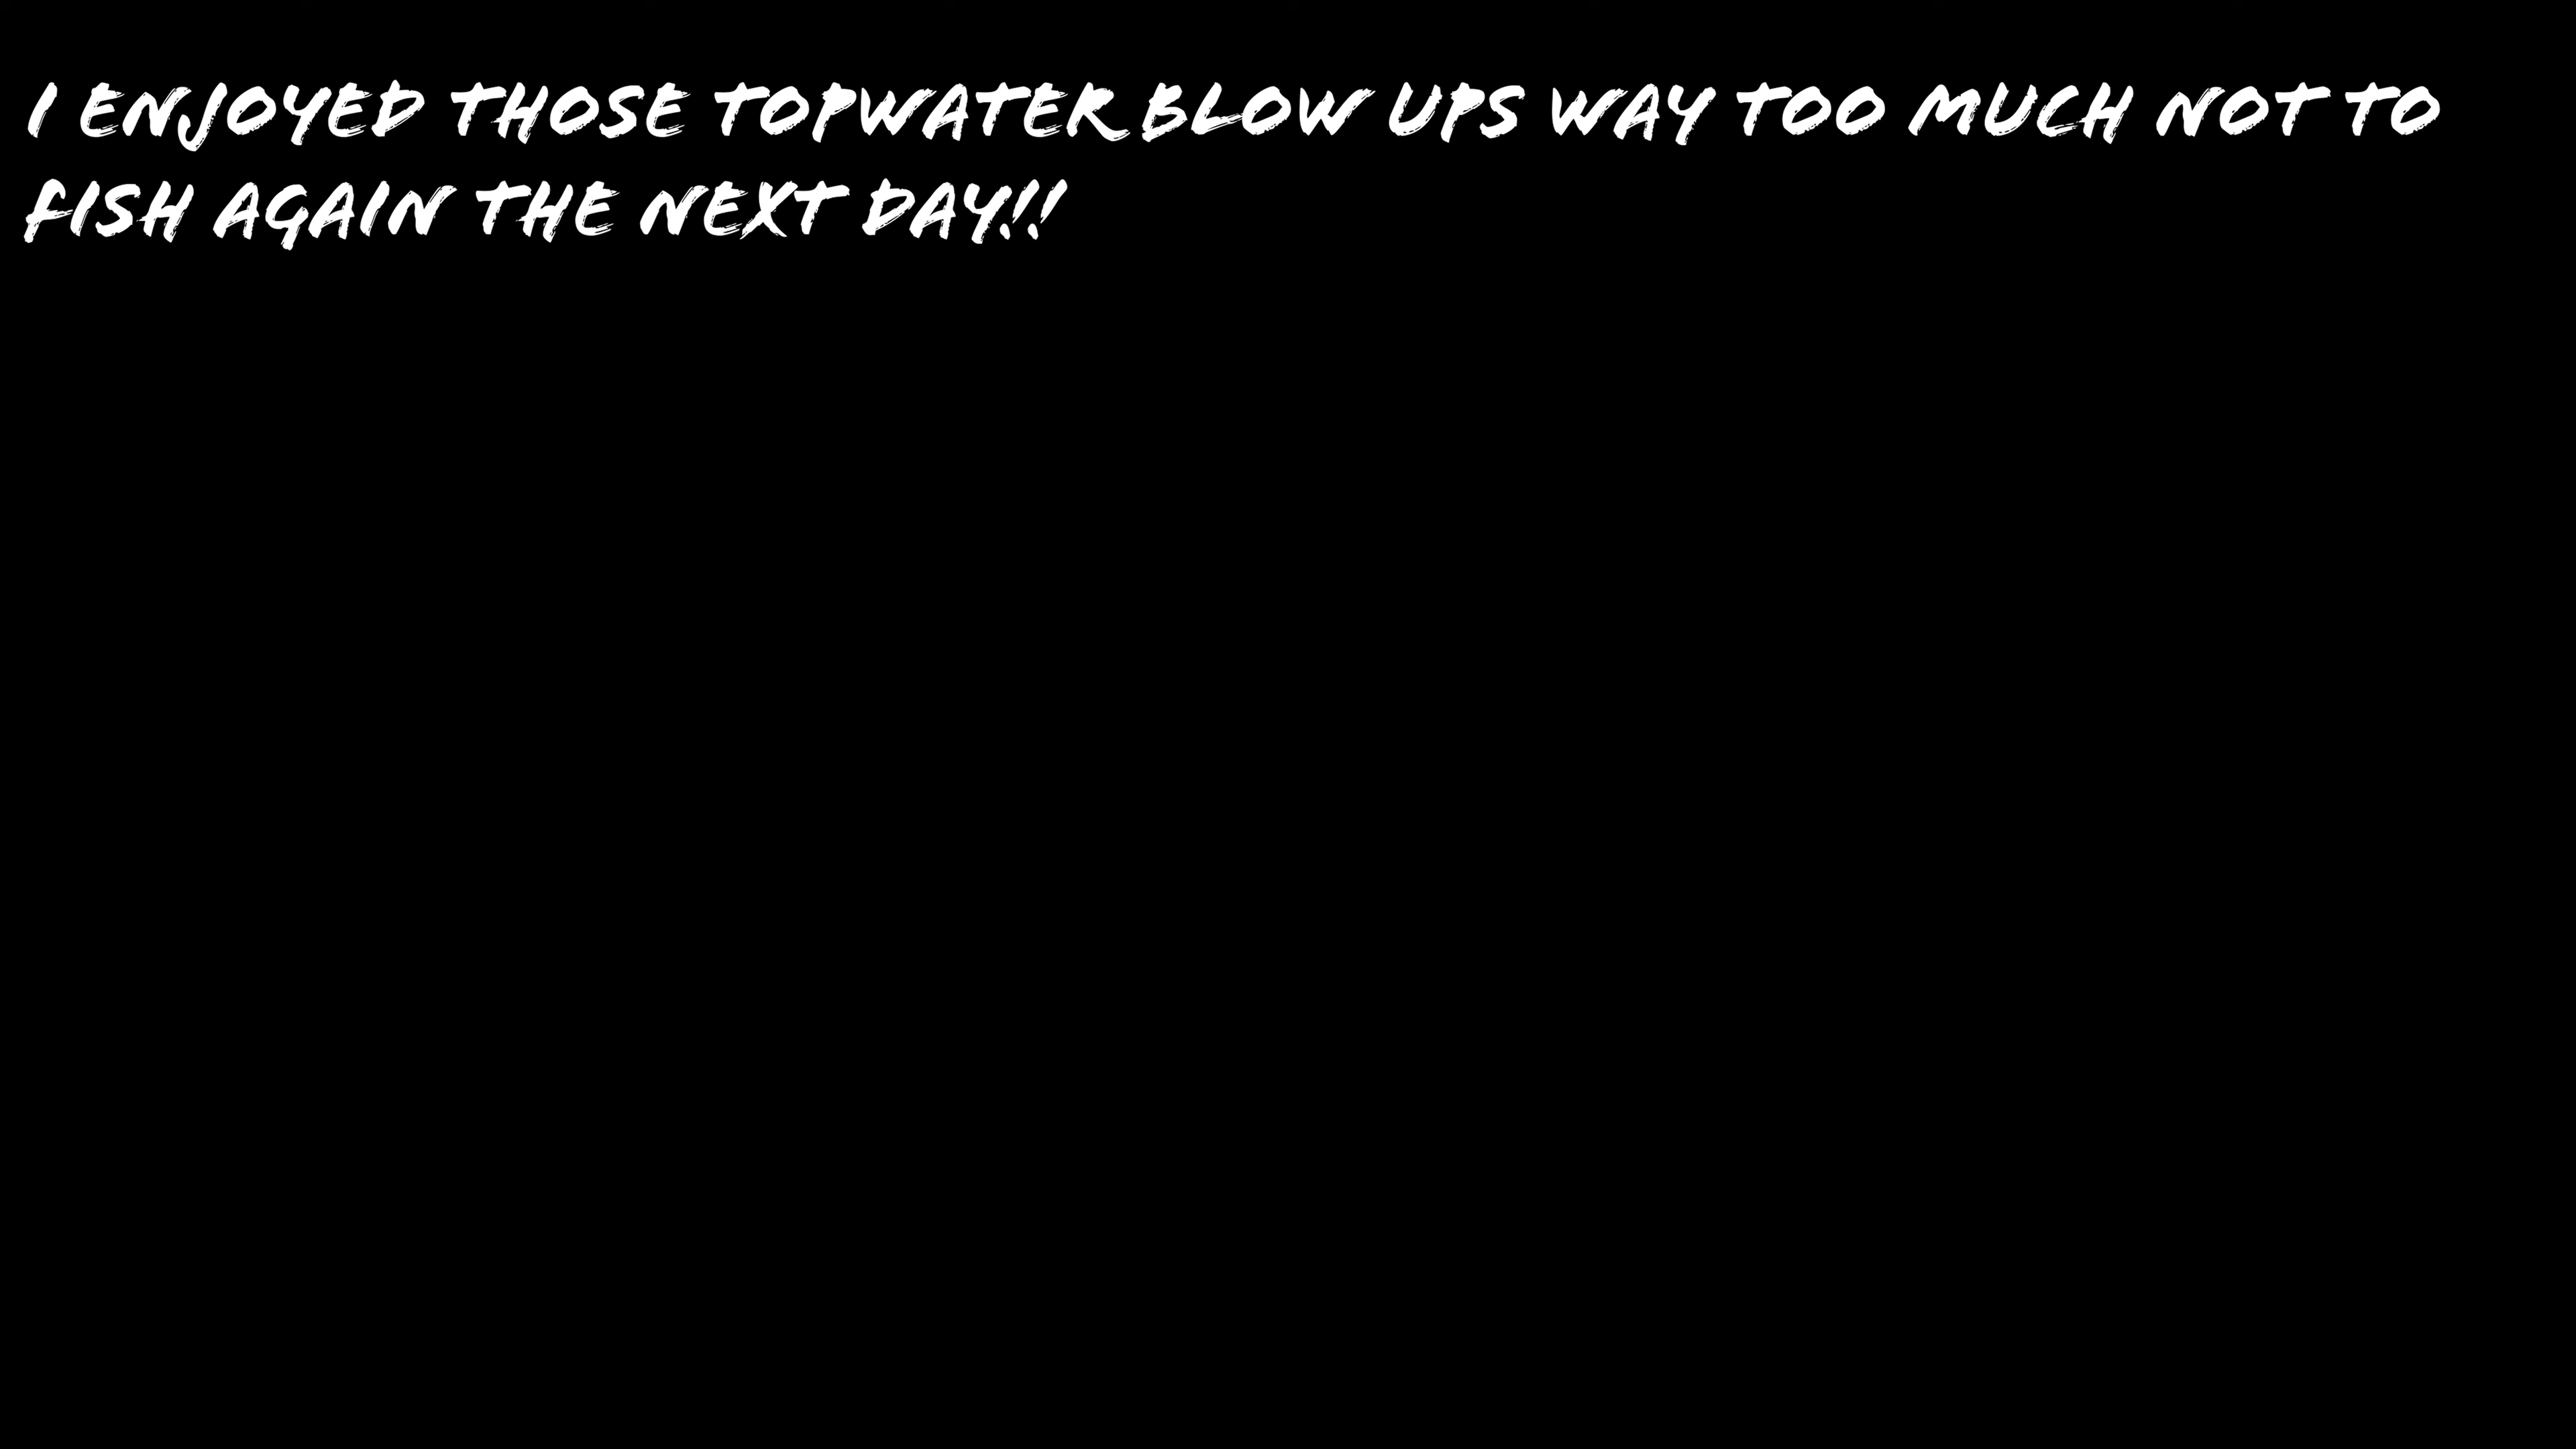 I ENJOYED THOSE TOPWATER BLOW UPS WAY TOO MUCH NOT TO
FISH AGAIN THE NEXT DAY!!